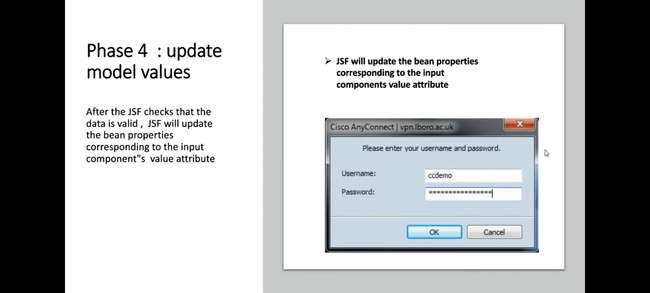 Phase 4 : update
model values
After the JSF checks that the
data is valid , JSF will update
the bean properties
corresponding to the input
component"s value attribute
➤ JSF will update the bean properties
corresponding to the input
components value attribute
Cisco AnyConnect | vpn.lboro.ac.uk
Please enter your username and password.
Username:
ccdemo
Password:
****************
OK
Cancel